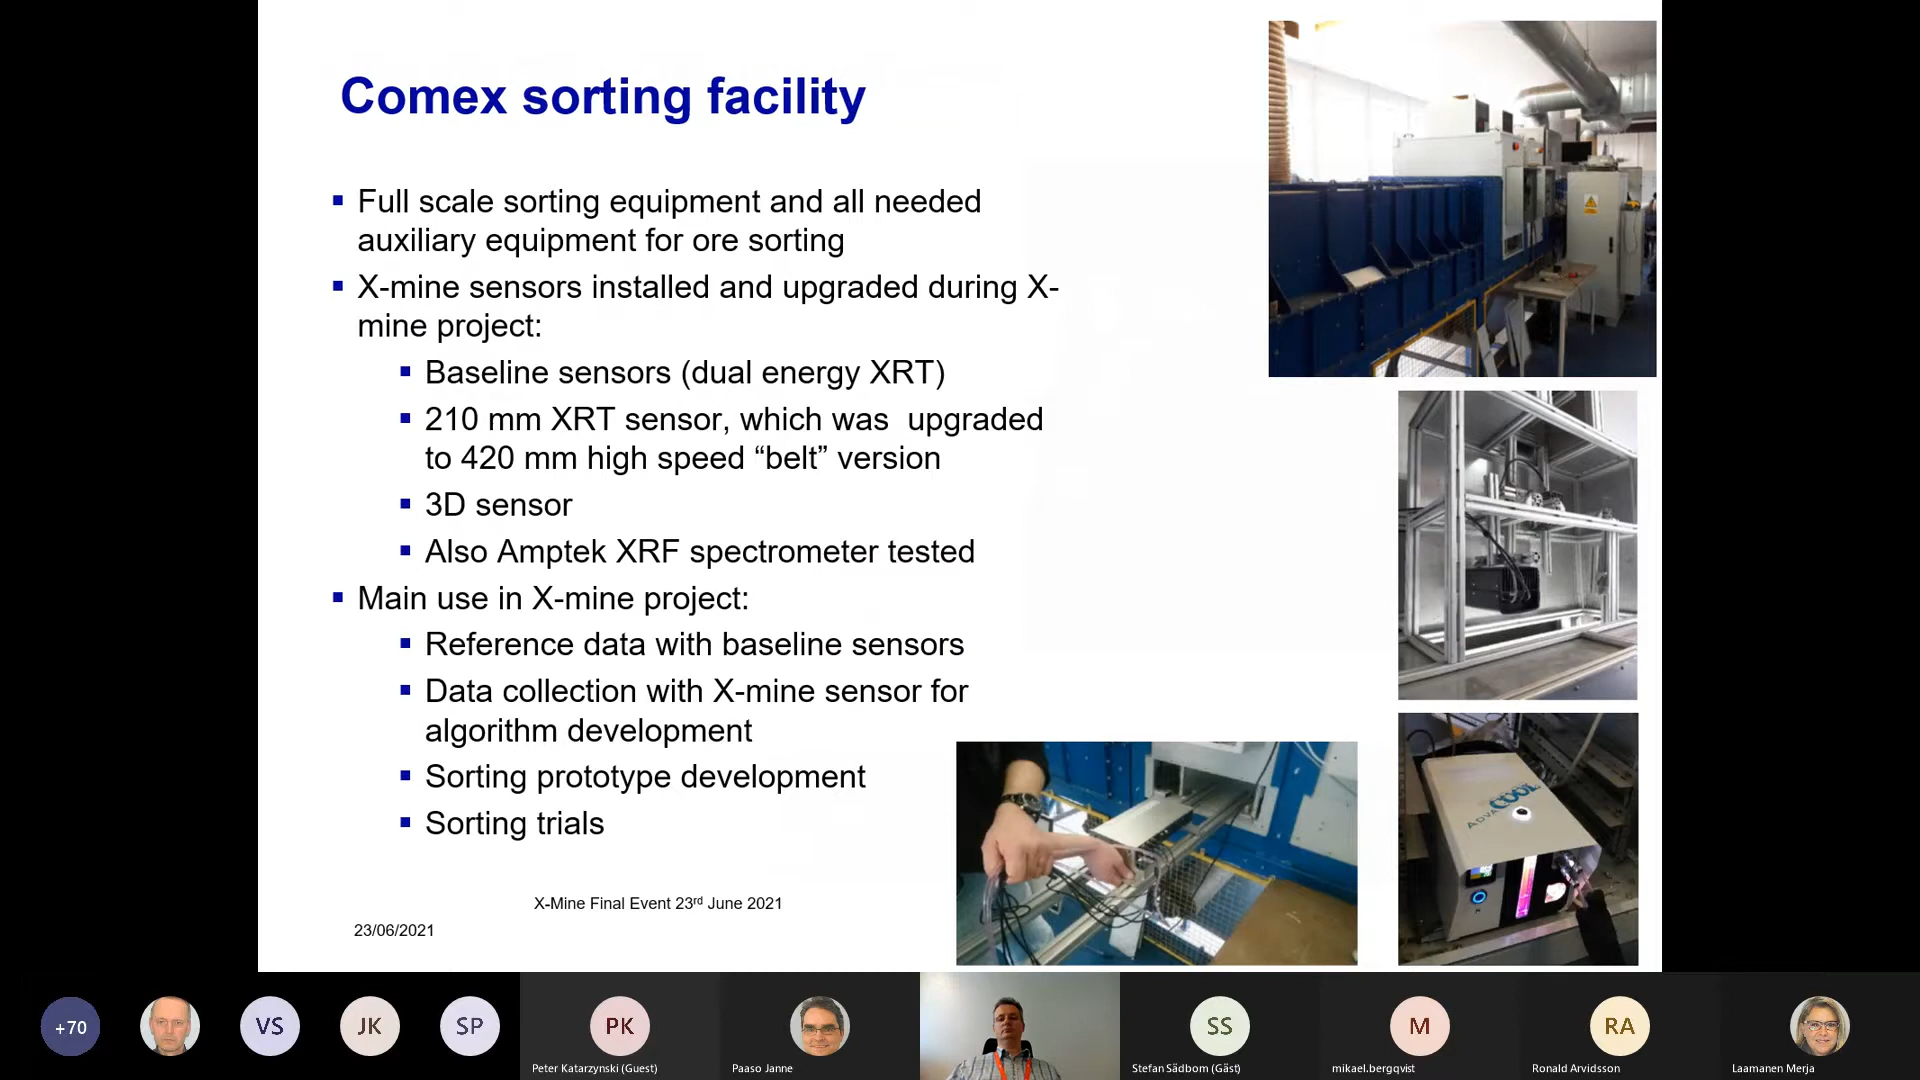 Comex sorting facility
Full scale sorting equipment and all needed
auxiliary equipment for ore sorting
X-mine sensors installed and upgraded during X-
mine project:
Baseline sensors (dual energy XRT)
210 mm XRT sensor, which was  upgraded
to 420 mm high speed “belt” version
3D sensor
Also Amptek XRF spectrometer tested
Main use in X-mine project:
Reference data with baseline sensors
Data collection with X-mine sensor for
algorithm development
Sorting prototype development
Sorting trials
X-Mine Final Event 23rd June 2021
23/06/2021
ADVACOOL
+70
VS
JK
SP
PK
SS
M
RA
Peter Katarzynski (Guest)
Paaso Janne
Stefan Sädbom (Gäst)
mikael.bergqvist
Ronald Arvidsson
Laamanen Merja